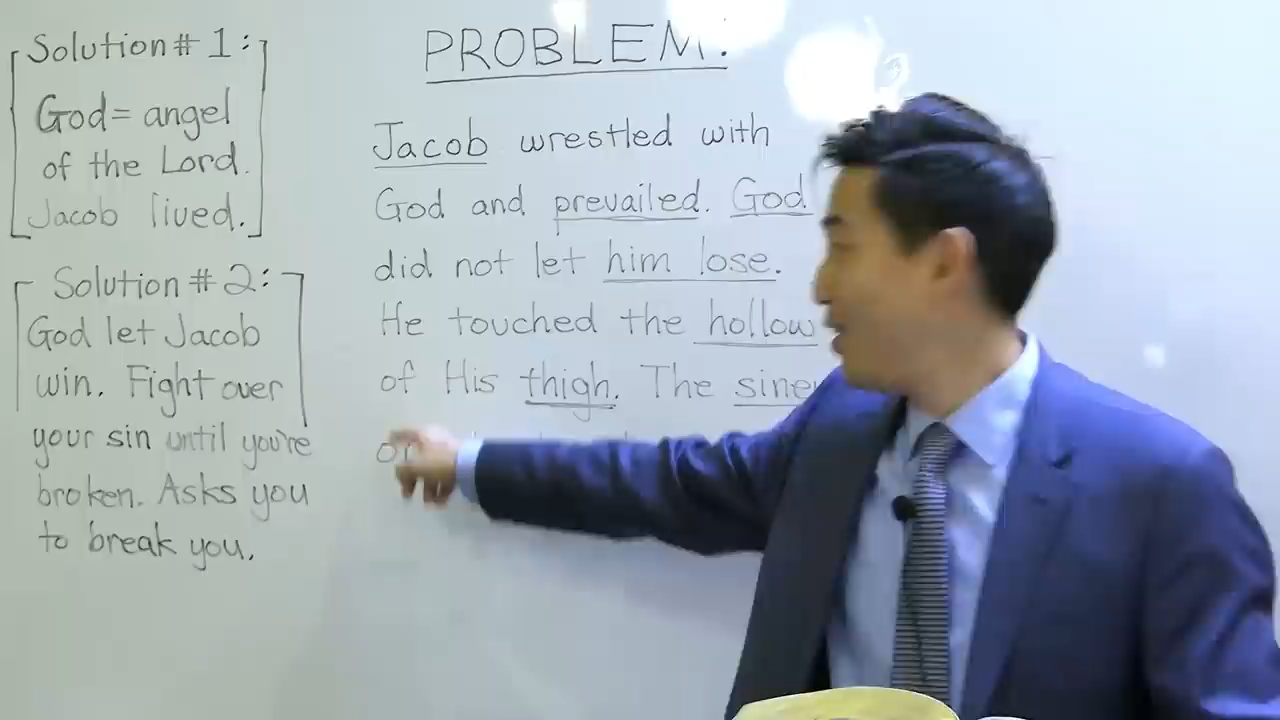 Solution # 1:
God = angel
of the Lord.
Jacob lived.
Solution # 2:
God let Jacob
win. Fight over
your sin until you're
broken. Asks you
to break you.
PROBLEM:
Jacob wrestled with
God and prevailed. God
did not let him lose.
He touched the hollow
of His thigh. The